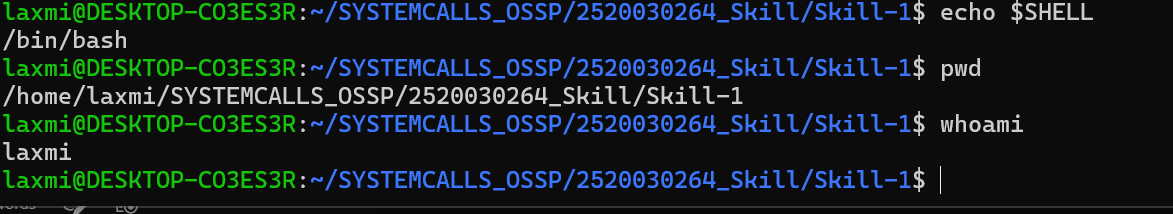 laxmi@DESKTOP-CO3ES3R:~/SYSTEMCALLS_OSSP/2520030264_Skill/Skill-1$ echo $SHELL
/bin/bash
laxmi@DESKTOP-CO3ES3R:~/SYSTEMCALLS_OSSP/2520030264_Skill/Skill-1$ pwd
/home/laxmi/SYSTEMCALLS_OSSP/2520030264_Skill/Skill-1
laxmi@DESKTOP-CO3ES3R:~/SYSTEMCALLS_OSSP/2520030264_Skill/Skill-1$ whoami
laxmi
laxmi@DESKTOP-CO3ES3R:~/SYSTEMCALLS_OSSP/2520030264_Skill/Skill-1$